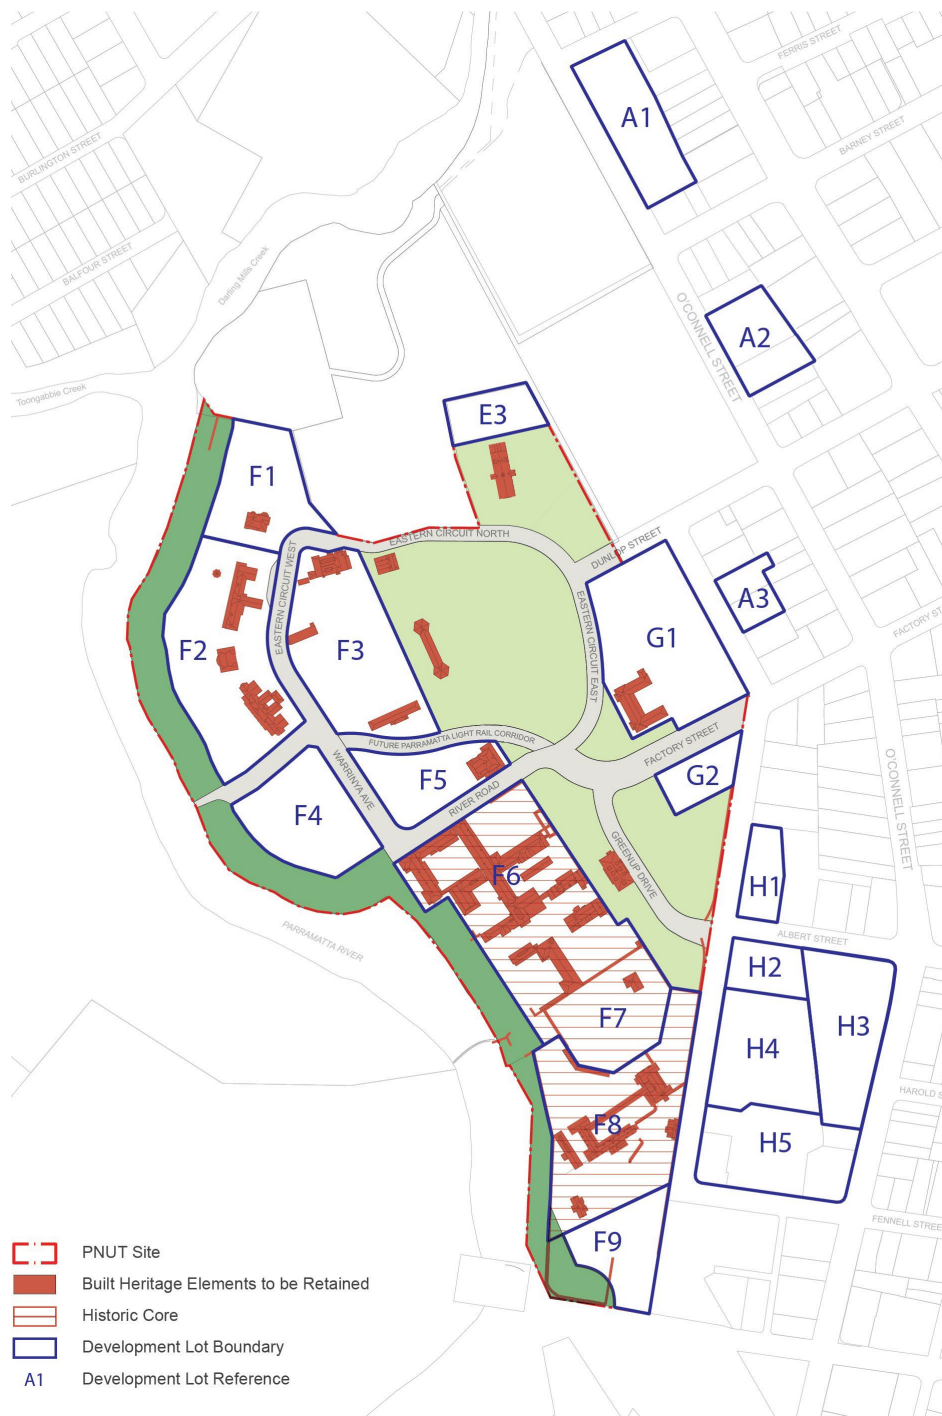 FERRIS STREET
A1
BARNEY STREET
BURLINGTON STREET
BALFOUR STREET
Darling Mills Creek
O'CONNELL STREET
A2
Toongabbie Creek
E3
F1
EASTERN CIRCUIT NORTH
DUNLOP STREET
EASTERN CIRCUIT WEST
A3
EASTERN CIRCUIT EAST
FACTORY ST
F2
F3
G1
FUTURE PARRAMATTA LIGHT RAIL CORRIDOR
FACTORY STREET
WARRINYA AVE
F5
G2
RIVER ROAD
F4
O'CONNELL STREET
GREENUP DRIVE
F6
H1
PARRAMATTA RIVER
ALBERT STREET
H2
F7
H3
H4
HAROLD S
F8
H5
FENNELL STREE
F9
PNUT Site
Built Heritage Elements to be Retained
Historic Core
Development Lot Boundary
A1 Development Lot Reference